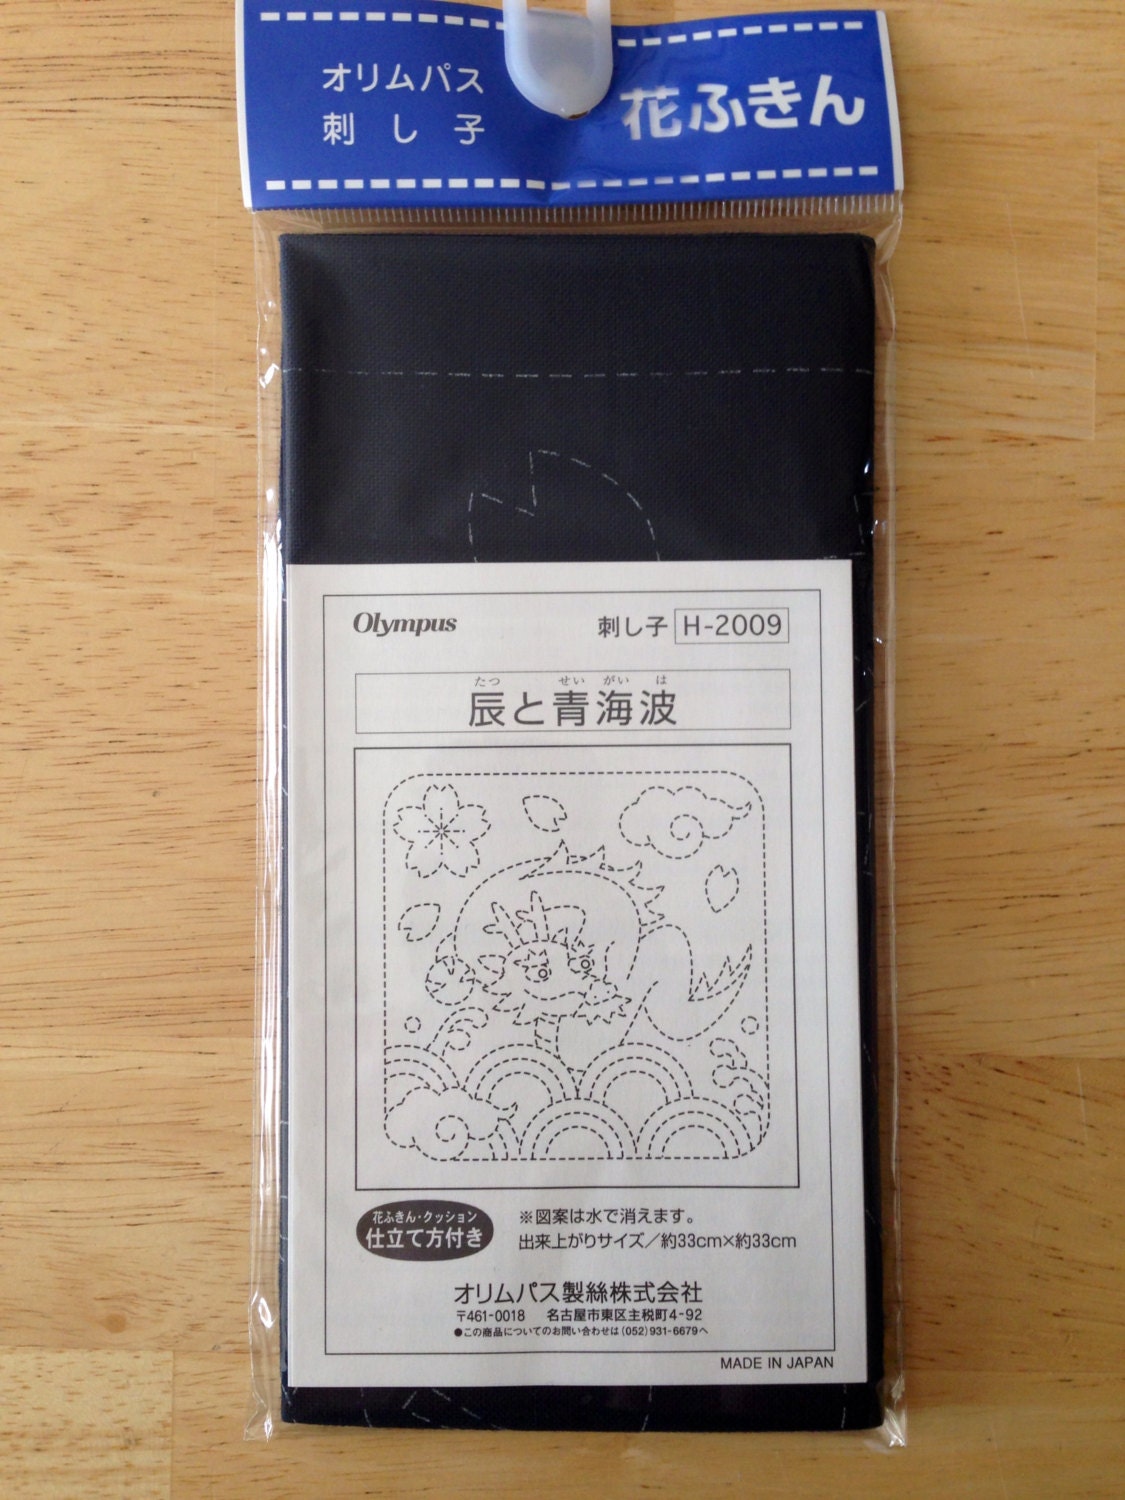 オリムパス
刺し子
花ふきん
Olympus
刺し子 H-2009
たつ せい がい は
辰と青海波
花ふきん・クッション
仕立て方付き
※図案は水で消えます。
出来上がりサイズ／約33cm×約33cm
オリムパス製絲株式会社
〒461-0018 名古屋市東区主税町4-92
●この商品についてのお問い合わせは(052)931-6679へ
MADE IN JAPAN